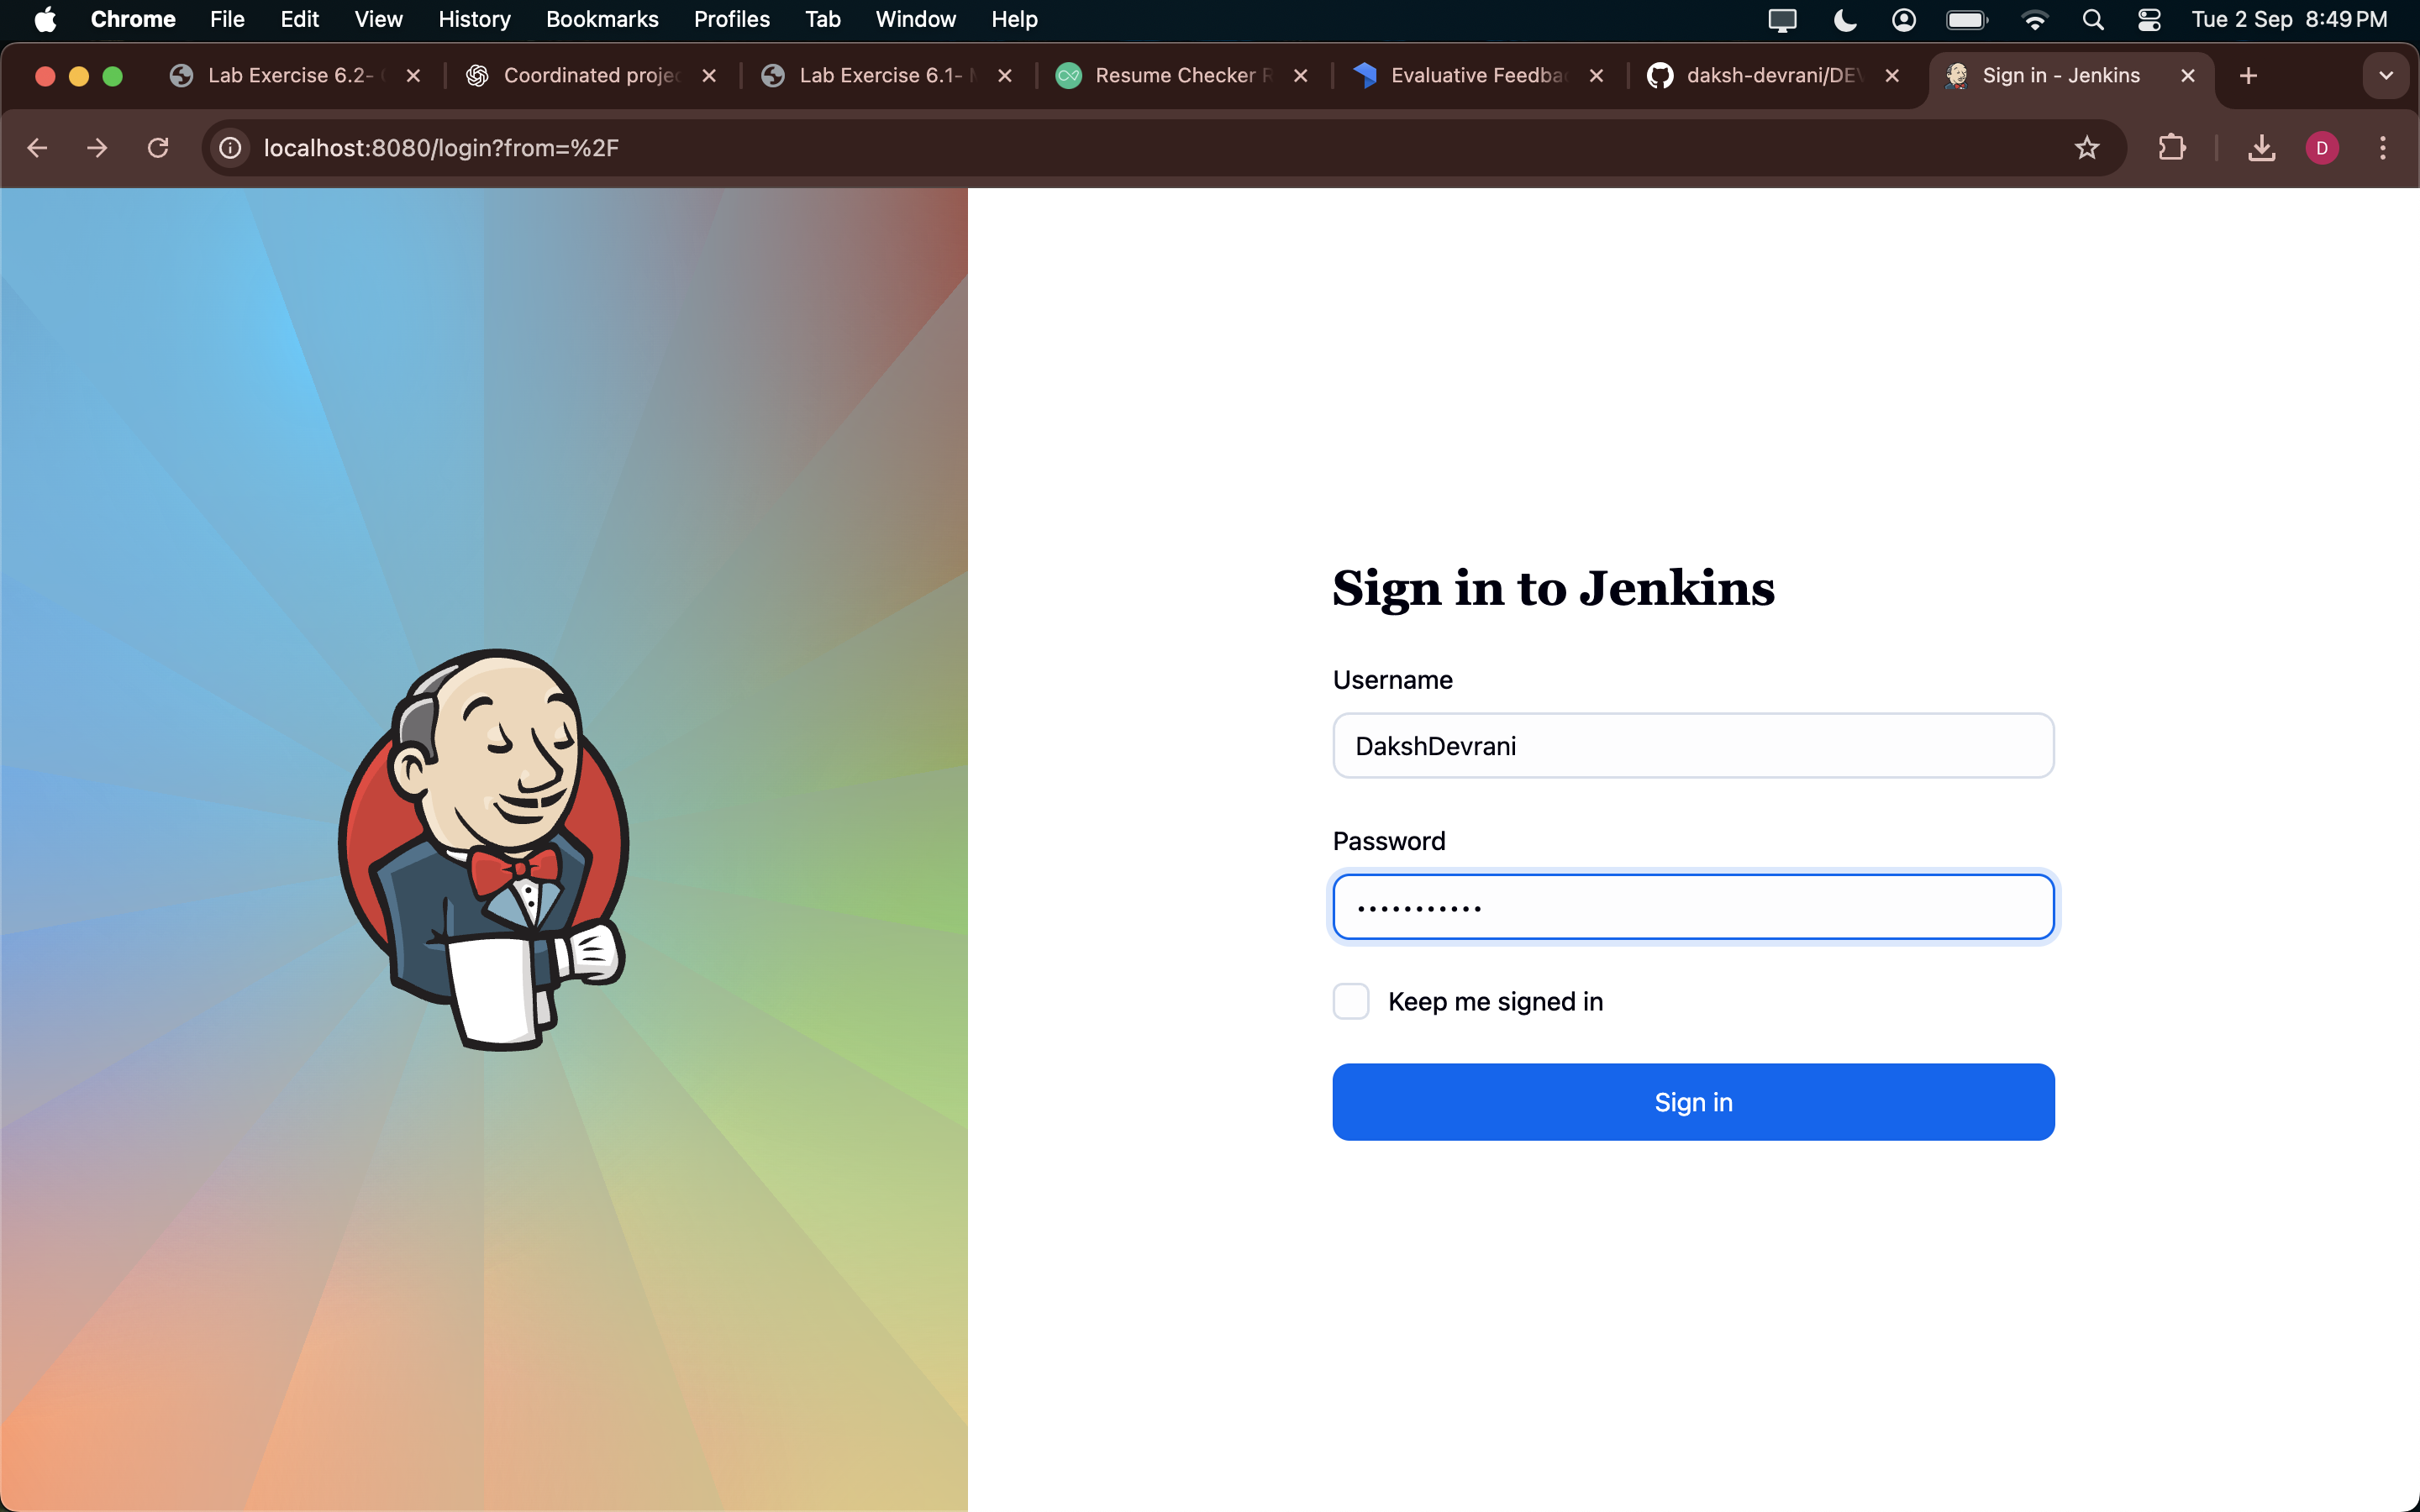 Chrome File Edit View History Bookmarks Profiles Tab Window Help Tue 2 Sep 8:49 PM
Lab Exercise 6.2- Coordinated projec Lab Exercise 6.1- Resume Checker Evaluative Feedba daksh-devrani/DEV Sign in - Jenkins
localhost:8080/login?from=%2F D
Sign in to Jenkins
Username
DakshDevrani
Password
•••••••••••
Keep me signed in
Sign in